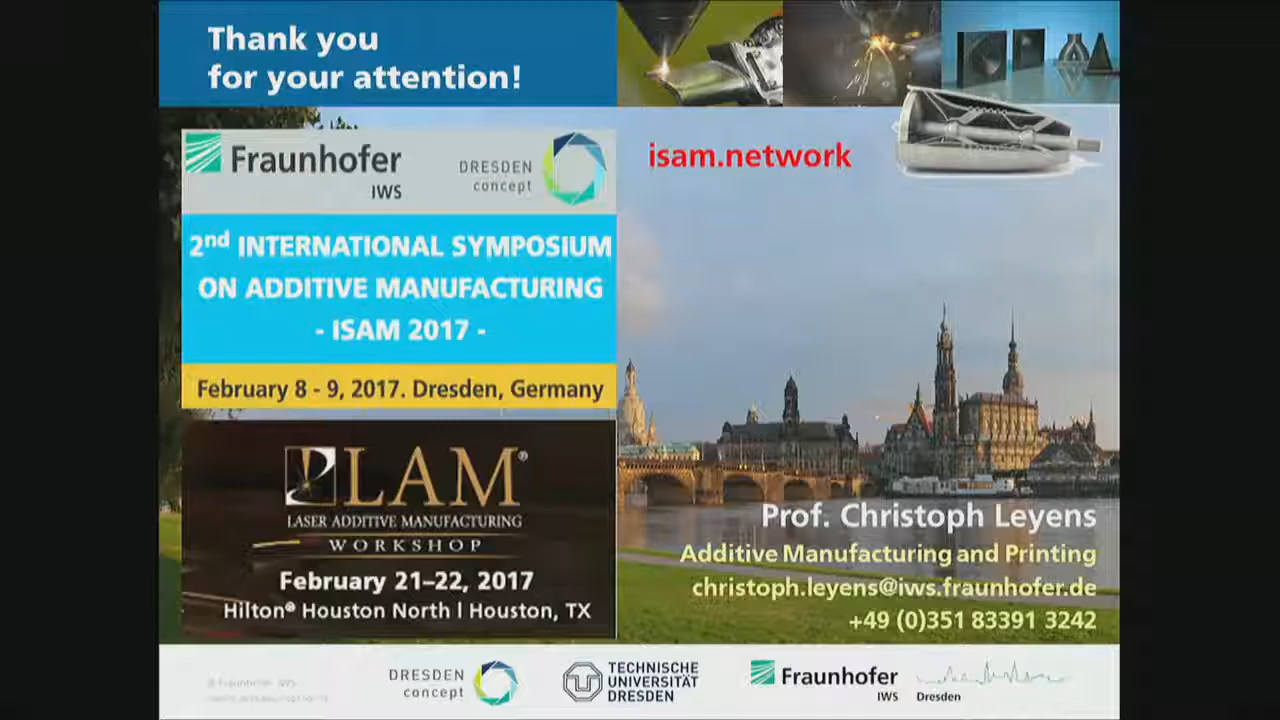 Thank you
for your attention!
isam.network
Fraunhofer
IWS
DRESDEN
concept
2nd INTERNATIONAL SYMPOSIUM
ON ADDITIVE MANUFACTURING
- ISAM 2017 -
February 8 - 9, 2017. Dresden, Germany
LAM®
LASER ADDITIVE MANUFACTURING
WORKSHOP
February 21–22, 2017
Hilton® Houston North I Houston, TX
Prof. Christoph Leyens
Additive Manufacturing and Printing
christoph.leyens@iws.fraunhofer.de
+49 (0)351 83391 3242
© Fraunhofer IWS
DRESDEN
concept
TECHNISCHE
UNIVERSITÄT
DRESDEN
Fraunhofer
IWS
Dresden